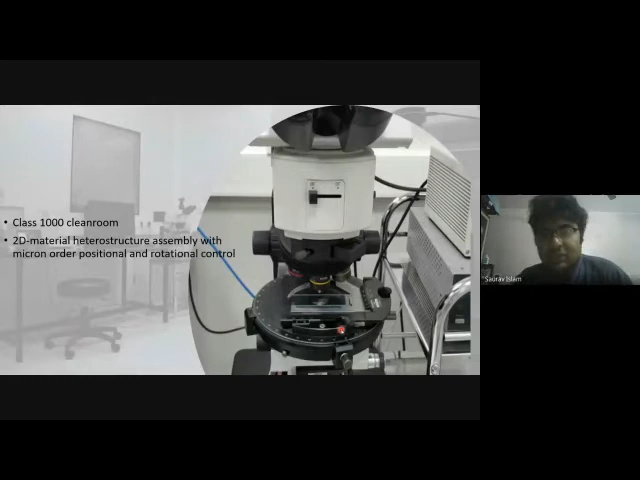 • Class 1000 cleanroom
• 2D-material heterostructure assembly with
micron order positional and rotational control
Saurav Islam